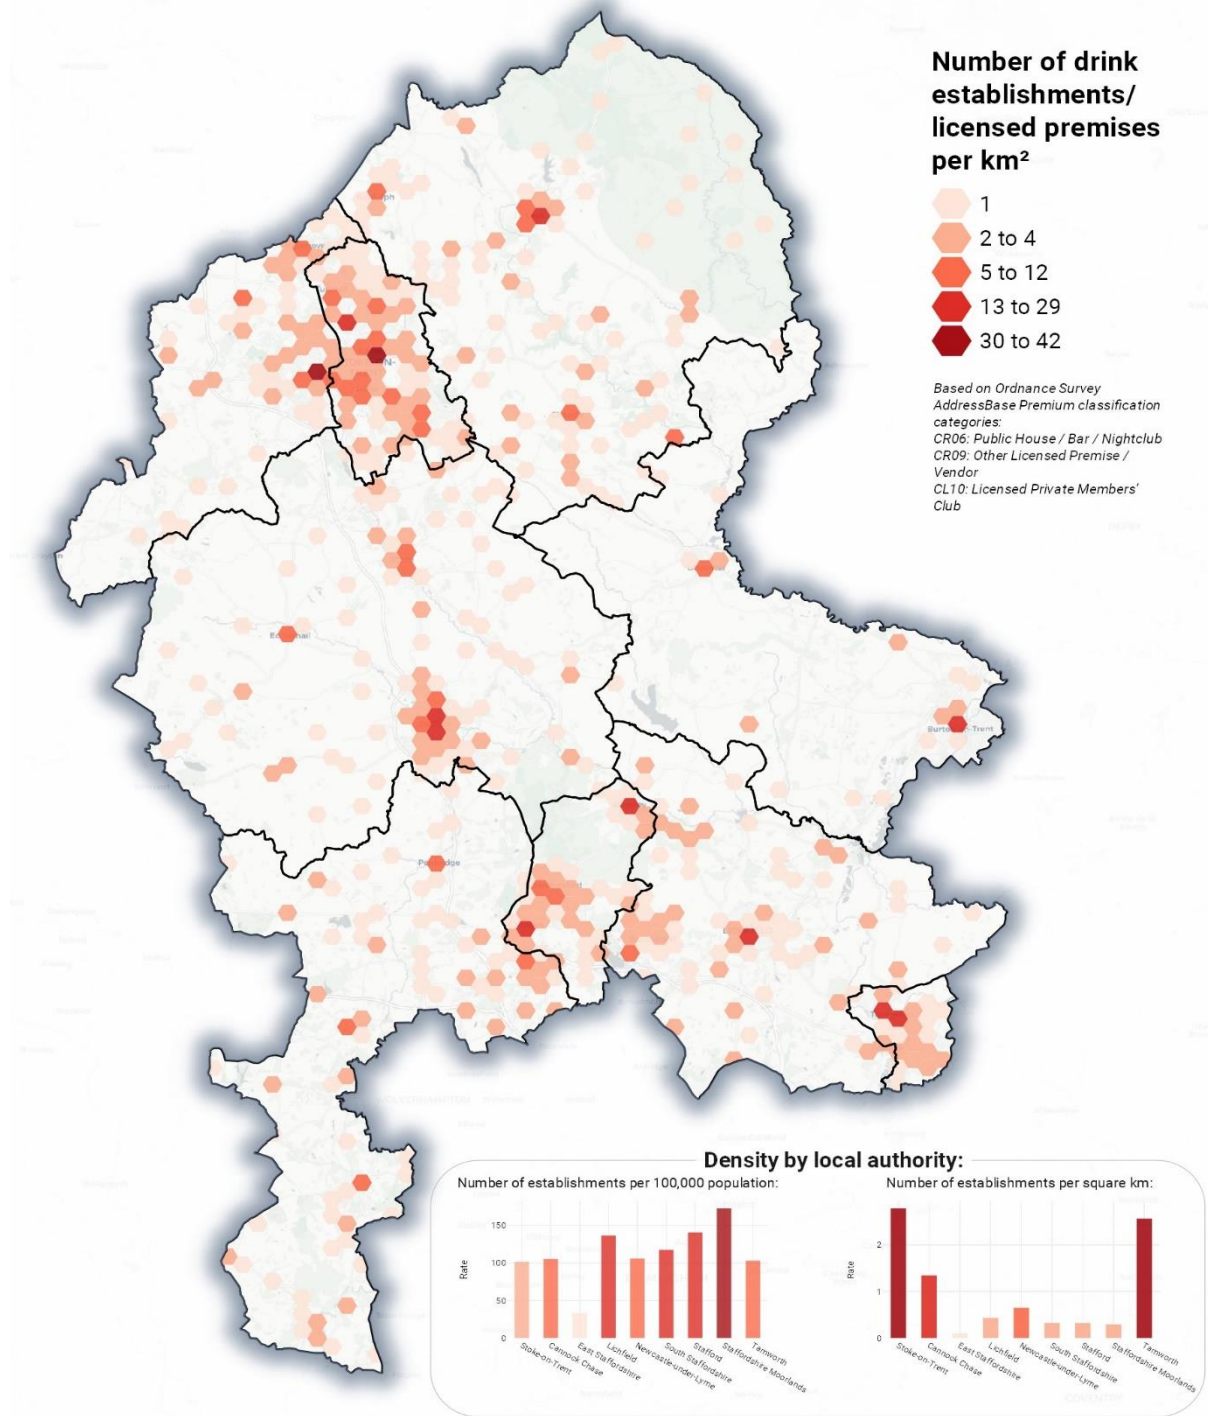 Number of drink
establishments/
licensed premises
per km²
1
2 to 4
5 to 12
13 to 29
30 to 42
Based on Ordnance Survey
AddressBase Premium classification
categories:
CR06: Public House / Bar / Nightclub
CR09: Other Licensed Premise /
Vendor
CL10: Licensed Private Members'
Club
Density by local authority:
Number of establishments per 100,000 population:
Rate
150
100
50
0
Stoke-on-Trent
Cannock Chase
East Staffordshire
Lichfield
Newcastle-under-Lyme
South Staffordshire
Stafford
Staffordshire Moorlands
Tamworth
Number of establishments per square km:
Rate
2
1
0
Stoke-on-Trent
Cannock Chase
East Staffordshire
Lichfield
Newcastle-under-Lyme
South Staffordshire
Stafford
Staffordshire Moorlands
Tamworth